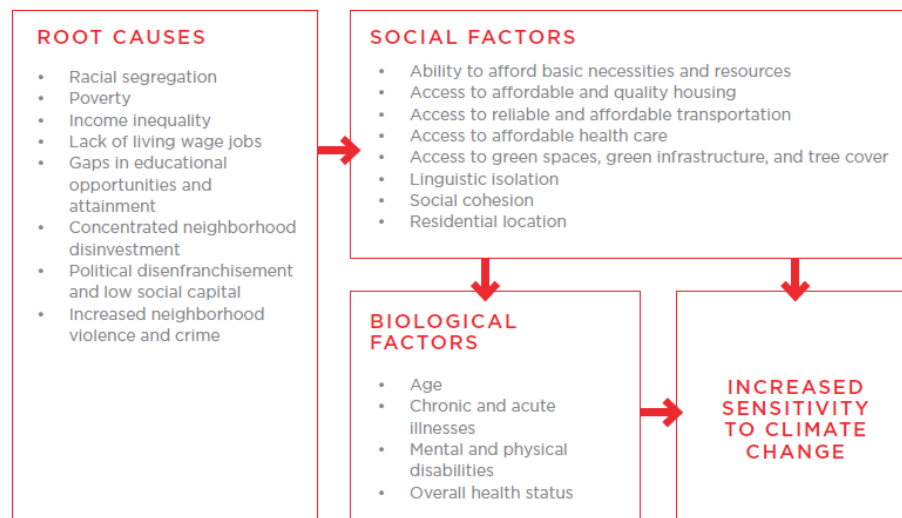 ROOT CAUSES
• Racial segregation
• Poverty
• Income inequality
• Lack of living wage jobs
• Gaps in educational
opportunities and
attainment
• Concentrated neighborhood
disinvestment
• Political disenfranchisement
and low social capital
• Increased neighborhood
violence and crime
SOCIAL FACTORS
• Ability to afford basic necessities and resources
• Access to affordable and quality housing
• Access to reliable and affordable transportation
• Access to affordable health care
• Access to green spaces, green infrastructure, and tree cover
• Linguistic isolation
• Social cohesion
• Residential location
BIOLOGICAL
FACTORS
• Age
• Chronic and acute
illnesses
• Mental and physical
disabilities
• Overall health status
INCREASED
SENSITIVITY
TO CLIMATE
CHANGE